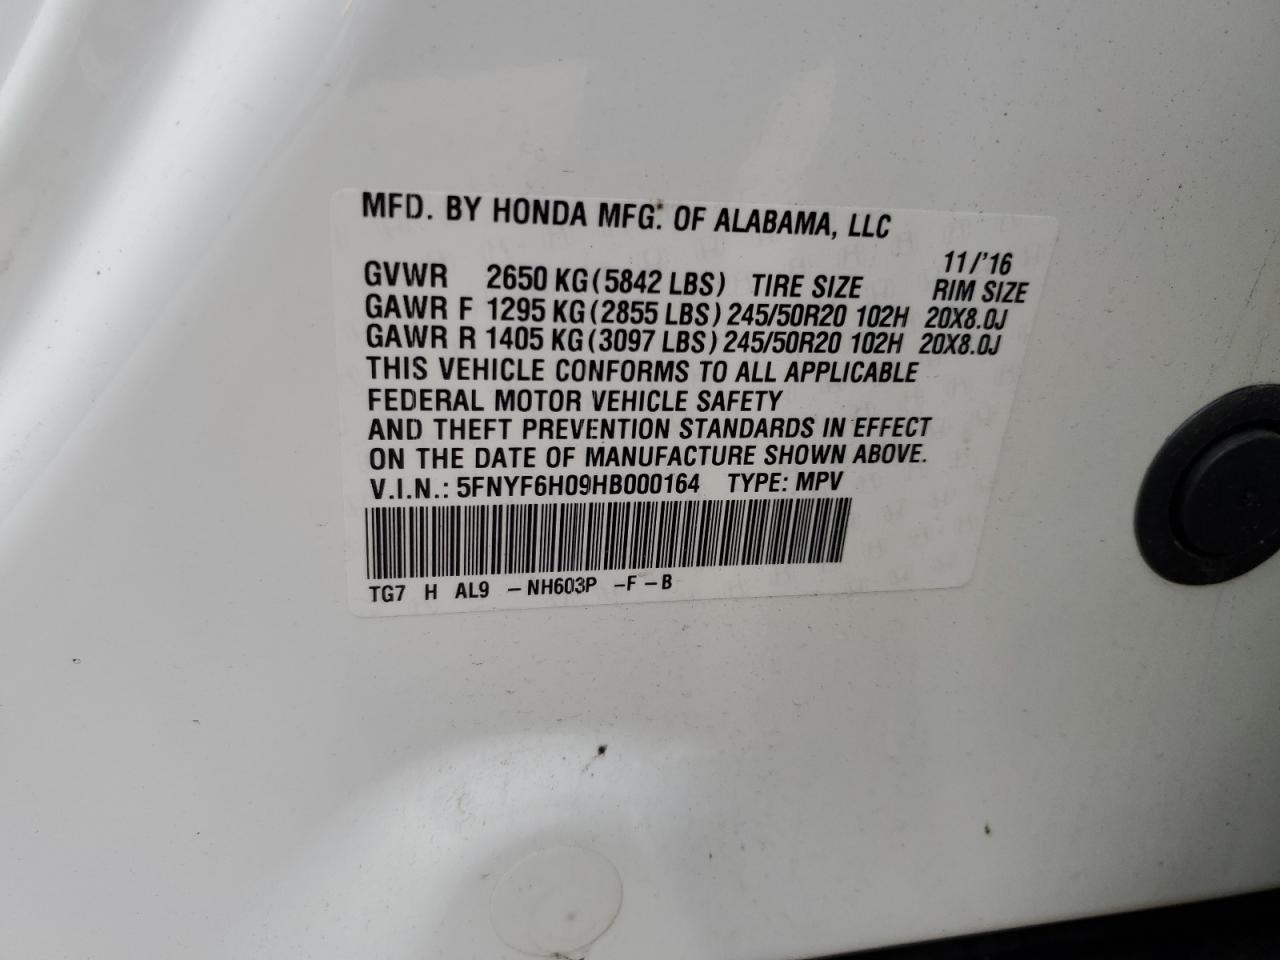 MFD. BY HONDA MFG. OF ALABAMA, LLC
11/'16
GVWR 2650 KG (5842 LBS) TIRE SIZE RIM SIZE
GAWR F 1295 KG (2855 LBS) 245/50R20 102H 20X8.0J
GAWR R 1405 KG (3097 LBS) 245/50R20 102H 20X8.0J
THIS VEHICLE CONFORMS TO ALL APPLICABLE
FEDERAL MOTOR VEHICLE SAFETY
AND THEFT PREVENTION STANDARDS IN EFFECT
ON THE DATE OF MANUFACTURE SHOWN ABOVE.
V.I.N.: 5FNYF6H09HB000164 TYPE: MPV
TG7 H AL9 – NH603P –F – B